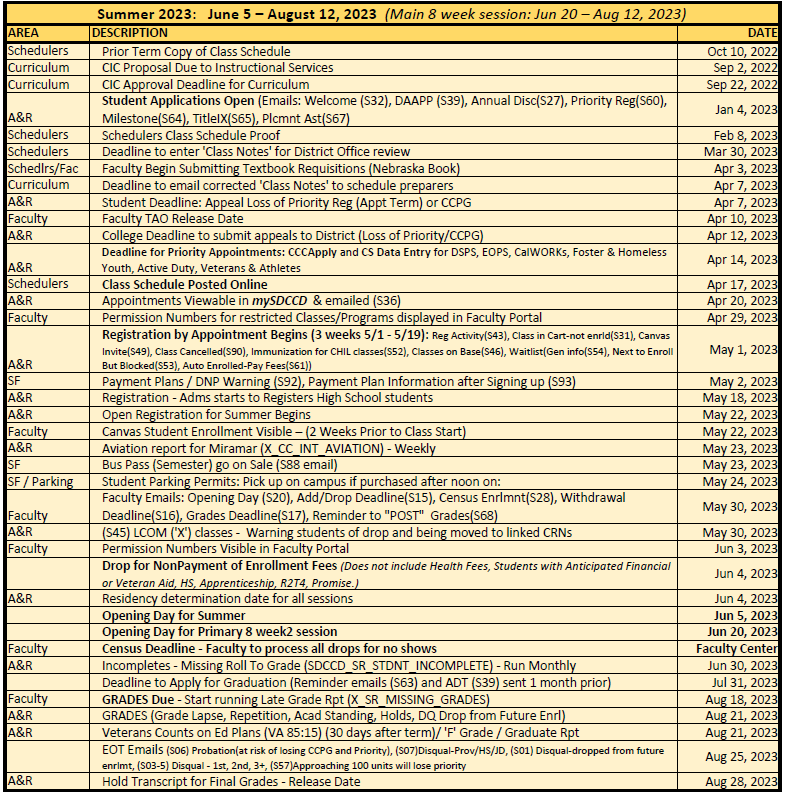 Summer 2023: June 5 – August 12, 2023 (Main 8 week session: Jun 20 – Aug 12, 2023)
AREA DESCRIPTION DATE
Schedulers Prior Term Copy of Class Schedule Oct 10, 2022
Curriculum CIC Proposal Due to Instructional Services Sep 2, 2022
Curriculum CIC Approval Deadline for Curriculum Sep 22, 2022
Student Applications Open (Emails: Welcome (S32), DAAPP (S39), Annual Disc(S27), Priority Reg(S60),
A&R Milestone(S64), TitleIX(S65), Plcmnt Ast(S67) Jan 4, 2023
Schedulers Schedulers Class Schedule Proof Feb 8, 2023
Schedulers Deadline to enter 'Class Notes' for District Office review Mar 30, 2023
Schedlrs/Fac Faculty Begin Submitting Textbook Requisitions (Nebraska Book) Apr 3, 2023
Curriculum Deadline to email corrected 'Class Notes' to schedule preparers Apr 7, 2023
A&R Student Deadline: Appeal Loss of Priority Reg (Appt Term) or CCPG Apr 7, 2023
Faculty Faculty TAO Release Date Apr 10, 2023
A&R College Deadline to submit appeals to District (Loss of Priority/CCPG) Apr 12, 2023
Deadline for Priority Appointments: CCCApply and CS Data Entry for DSPS, EOPS, CalWORKs, Foster & Homeless
A&R Youth, Active Duty, Veterans & Athletes Apr 14, 2023
Schedulers Class Schedule Posted Online Apr 17, 2023
A&R Appointments Viewable in mySDCCD & emailed (S36) Apr 20, 2023
Faculty Permission Numbers for restricted Classes/Programs displayed in Faculty Portal Apr 29, 2023
Registration by Appointment Begins (3 weeks 5/1 - 5/19): Reg Activity(S43), Class in Cart-not enrld(S31), Canvas
Invite(S49), Class Cancelled(S90), Immunization for CHIL classes(S52), Classes on Base(S46), Waitlist(Gen info(S54), Next to Enroll
A&R But Blocked(S53), Auto Enrolled-Pay Fees(S61)) May 1, 2023
SF Payment Plans / DNP Warning (S92), Payment Plan Information after Signing up (S93) May 2, 2023
A&R Registration - Adms starts to Registers High School students May 18, 2023
A&R Open Registration for Summer Begins May 22, 2023
Faculty Canvas Student Enrollment Visible – (2 Weeks Prior to Class Start) May 22, 2023
A&R Aviation report for Miramar (X_CC_INT_AVIATION) - Weekly May 23, 2023
SF Bus Pass (Semester) go on Sale (S88 email) May 23, 2023
SF / Parking Student Parking Permits: Pick up on campus if purchased after noon on: May 24, 2023
Faculty Emails: Opening Day (S20), Add/Drop Deadline(S15), Census Enrlmnt(S28), Withdrawal
Faculty Deadline(S16), Grades Deadline(S17), Reminder to "POST" Grades(S68) May 30, 2023
A&R (S45) LCOM ('X') classes - Warning students of drop and being moved to linked CRNs May 30, 2023
Faculty Permission Numbers Visible in Faculty Portal Jun 3, 2023
Drop for NonPayment of Enrollment Fees (Does not include Health Fees, Students with Anticipated Financial
or Veteran Aid, HS, Apprenticeship, R2T4, Promise.) Jun 4, 2023
A&R Residency determination date for all sessions Jun 4, 2023
Opening Day for Summer Jun 5, 2023
Opening Day for Primary 8 week2 session Jun 20, 2023
Faculty Census Deadline - Faculty to process all drops for no shows Faculty Center
A&R Incompletes - Missing Roll To Grade (SDCCD_SR_STDNT_INCOMPLETE) - Run Monthly Jun 30, 2023
Deadline to Apply for Graduation (Reminder emails (S63) and ADT (S39) sent 1 month prior) Jul 31, 2023
Faculty GRADES Due - Start running Late Grade Rpt (X_SR_MISSING_GRADES) Aug 18, 2023
A&R GRADES (Grade Lapse, Repetition, Acad Standing, Holds, DQ Drop from Future Enrl) Aug 21, 2023
A&R Veterans Counts on Ed Plans (VA 85:15) (30 days after term)/ 'F' Grade / Graduate Rpt Aug 21, 2023
EOT Emails (S06) Probation(at risk of losing CCPG and Priority), (S07)Disqual-Prov/HS/JD, (S01) Disqual-dropped from future
enrlmt, (S03-5) Disqual - 1st, 2nd, 3+, (S57)Approaching 100 units will lose priority Aug 25, 2023
A&R Hold Transcript for Final Grades - Release Date Aug 28, 2023